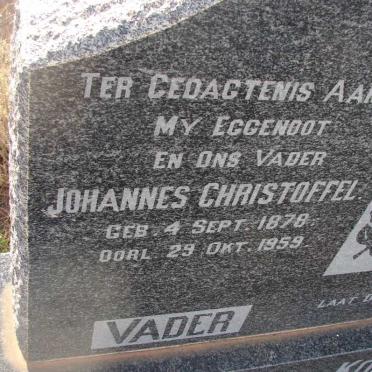 TER GEDAGTENIS AAN
MY EGGENOOT
EN ONS VADER
JOHANNES CHRISTOFFEL
GEB. 4 SEPT. 1878.
OORL. 29 OKT. 1959.
LAAT
VADER